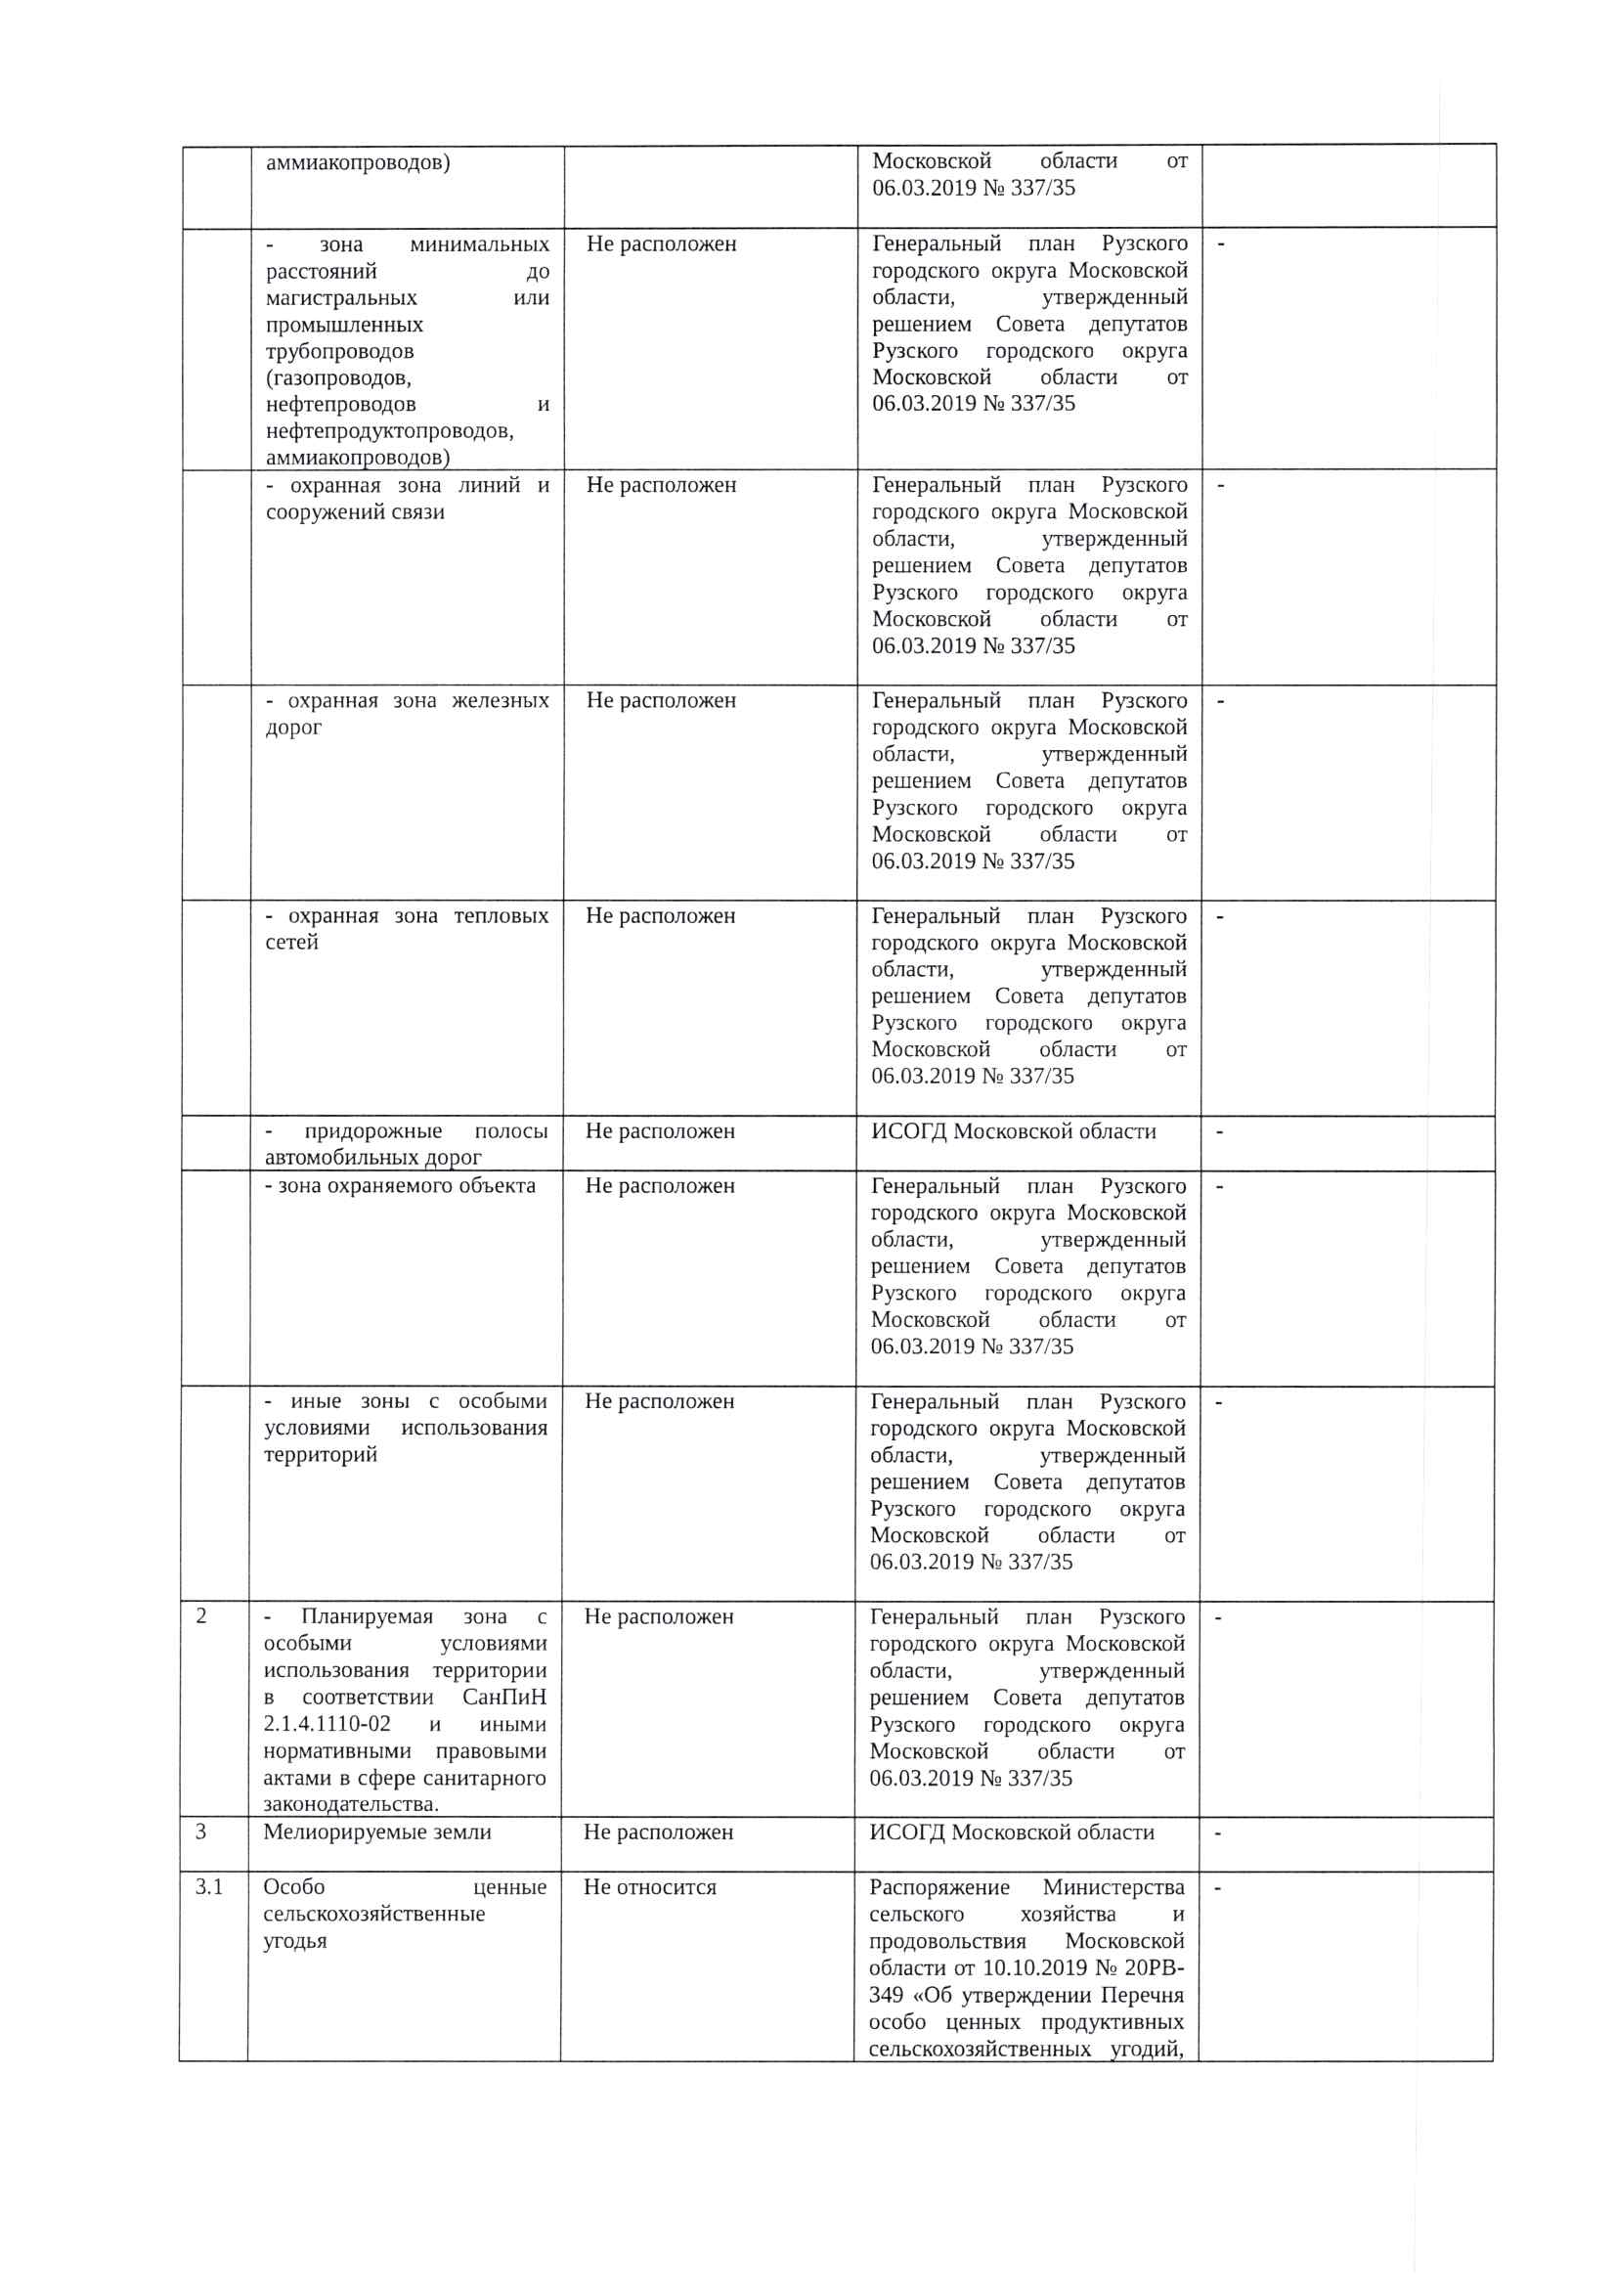 аммиакопроводов)
Московской области от
06.03.2019 № 337/35
- зона минимальных
расстояний до
магистральных или
промышленных
трубопроводов
(газопроводов,
нефтепроводов и
нефтепродуктопроводов,
аммиакопроводов)
Не расположен
Генеральный план Рузского
городского округа Московской
области, утвержденный
решением Совета депутатов
Рузского городского округа
Московской области от
06.03.2019 № 337/35
-
- охранная зона линий и
сооружений связи
Не расположен
Генеральный план Рузского
городского округа Московской
области, утвержденный
решением Совета депутатов
Рузского городского округа
Московской области от
06.03.2019 № 337/35
-
- охранная зона железных
дорог
Не расположен
Генеральный план Рузского
городского округа Московской
области, утвержденный
решением Совета депутатов
Рузского городского округа
Московской области от
06.03.2019 № 337/35
-
- охранная зона тепловых
сетей
Не расположен
Генеральный план Рузского
городского округа Московской
области, утвержденный
решением Совета депутатов
Рузского городского округа
Московской области от
06.03.2019 № 337/35
-
- придорожные полосы
автомобильных дорог
Не расположен
ИСОГД Московской области
-
- зона охраняемого объекта
Не расположен
Генеральный план Рузского
городского округа Московской
области, утвержденный
решением Совета депутатов
Рузского городского округа
Московской области от
06.03.2019 № 337/35
-
- иные зоны с особыми
условиями использования
территорий
Не расположен
Генеральный план Рузского
городского округа Московской
области, утвержденный
решением Совета депутатов
Рузского городского округа
Московской области от
06.03.2019 № 337/35
-
2
- Планируемая зона с
особыми условиями
использования территории
в соответствии СанПиН
2.1.4.1110-02 и иными
нормативными правовыми
актами в сфере санитарного
законодательства.
Не расположен
Генеральный план Рузского
городского округа Московской
области, утвержденный
решением Совета депутатов
Рузского городского округа
Московской области от
06.03.2019 № 337/35
-
3
Мелиорируемые земли
Не расположен
ИСОГД Московской области
-
3.1
Особо ценные
сельскохозяйственные
угодья
Не относится
Распоряжение Министерства
сельского хозяйства и
продовольствия Московской
области от 10.10.2019 № 20РВ-
349 «Об утверждении Перечня
особо ценных продуктивных
сельскохозяйственных угодий,
-